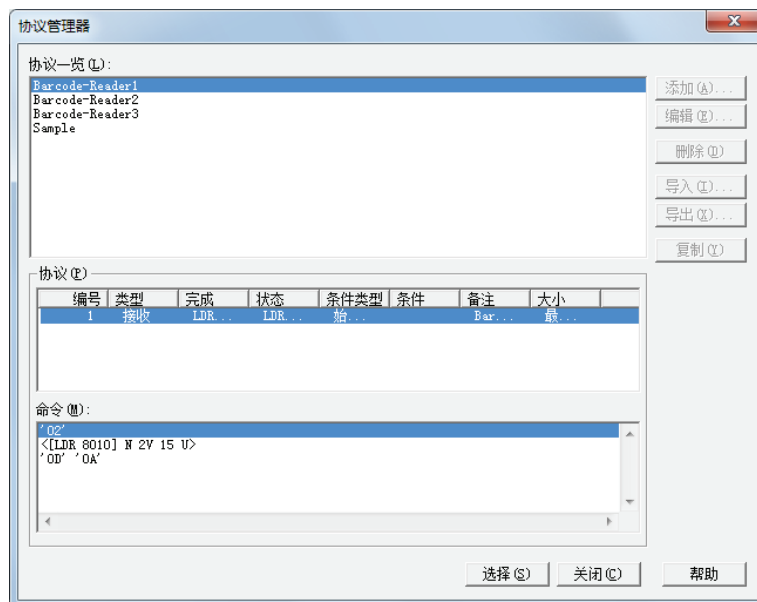 协议管理器
协议一览(L):
Barcode-Reader1
Barcode-Reader2
Barcode-Reader3
Sample
添加(A)...
编辑(E)...
删除(D)
导入(I)...
导出(X)...
复制(Y)
协议(P)
编号 类型 完成 状态 条件类型 条件 备注 大小
1 接收 LDR... LDR... 始... Bar... 最...
命令(M):
'02'
<[LDR 8010] N 2V 15 U>
'0D' '0A'
选择(S) 关闭(C) 帮助